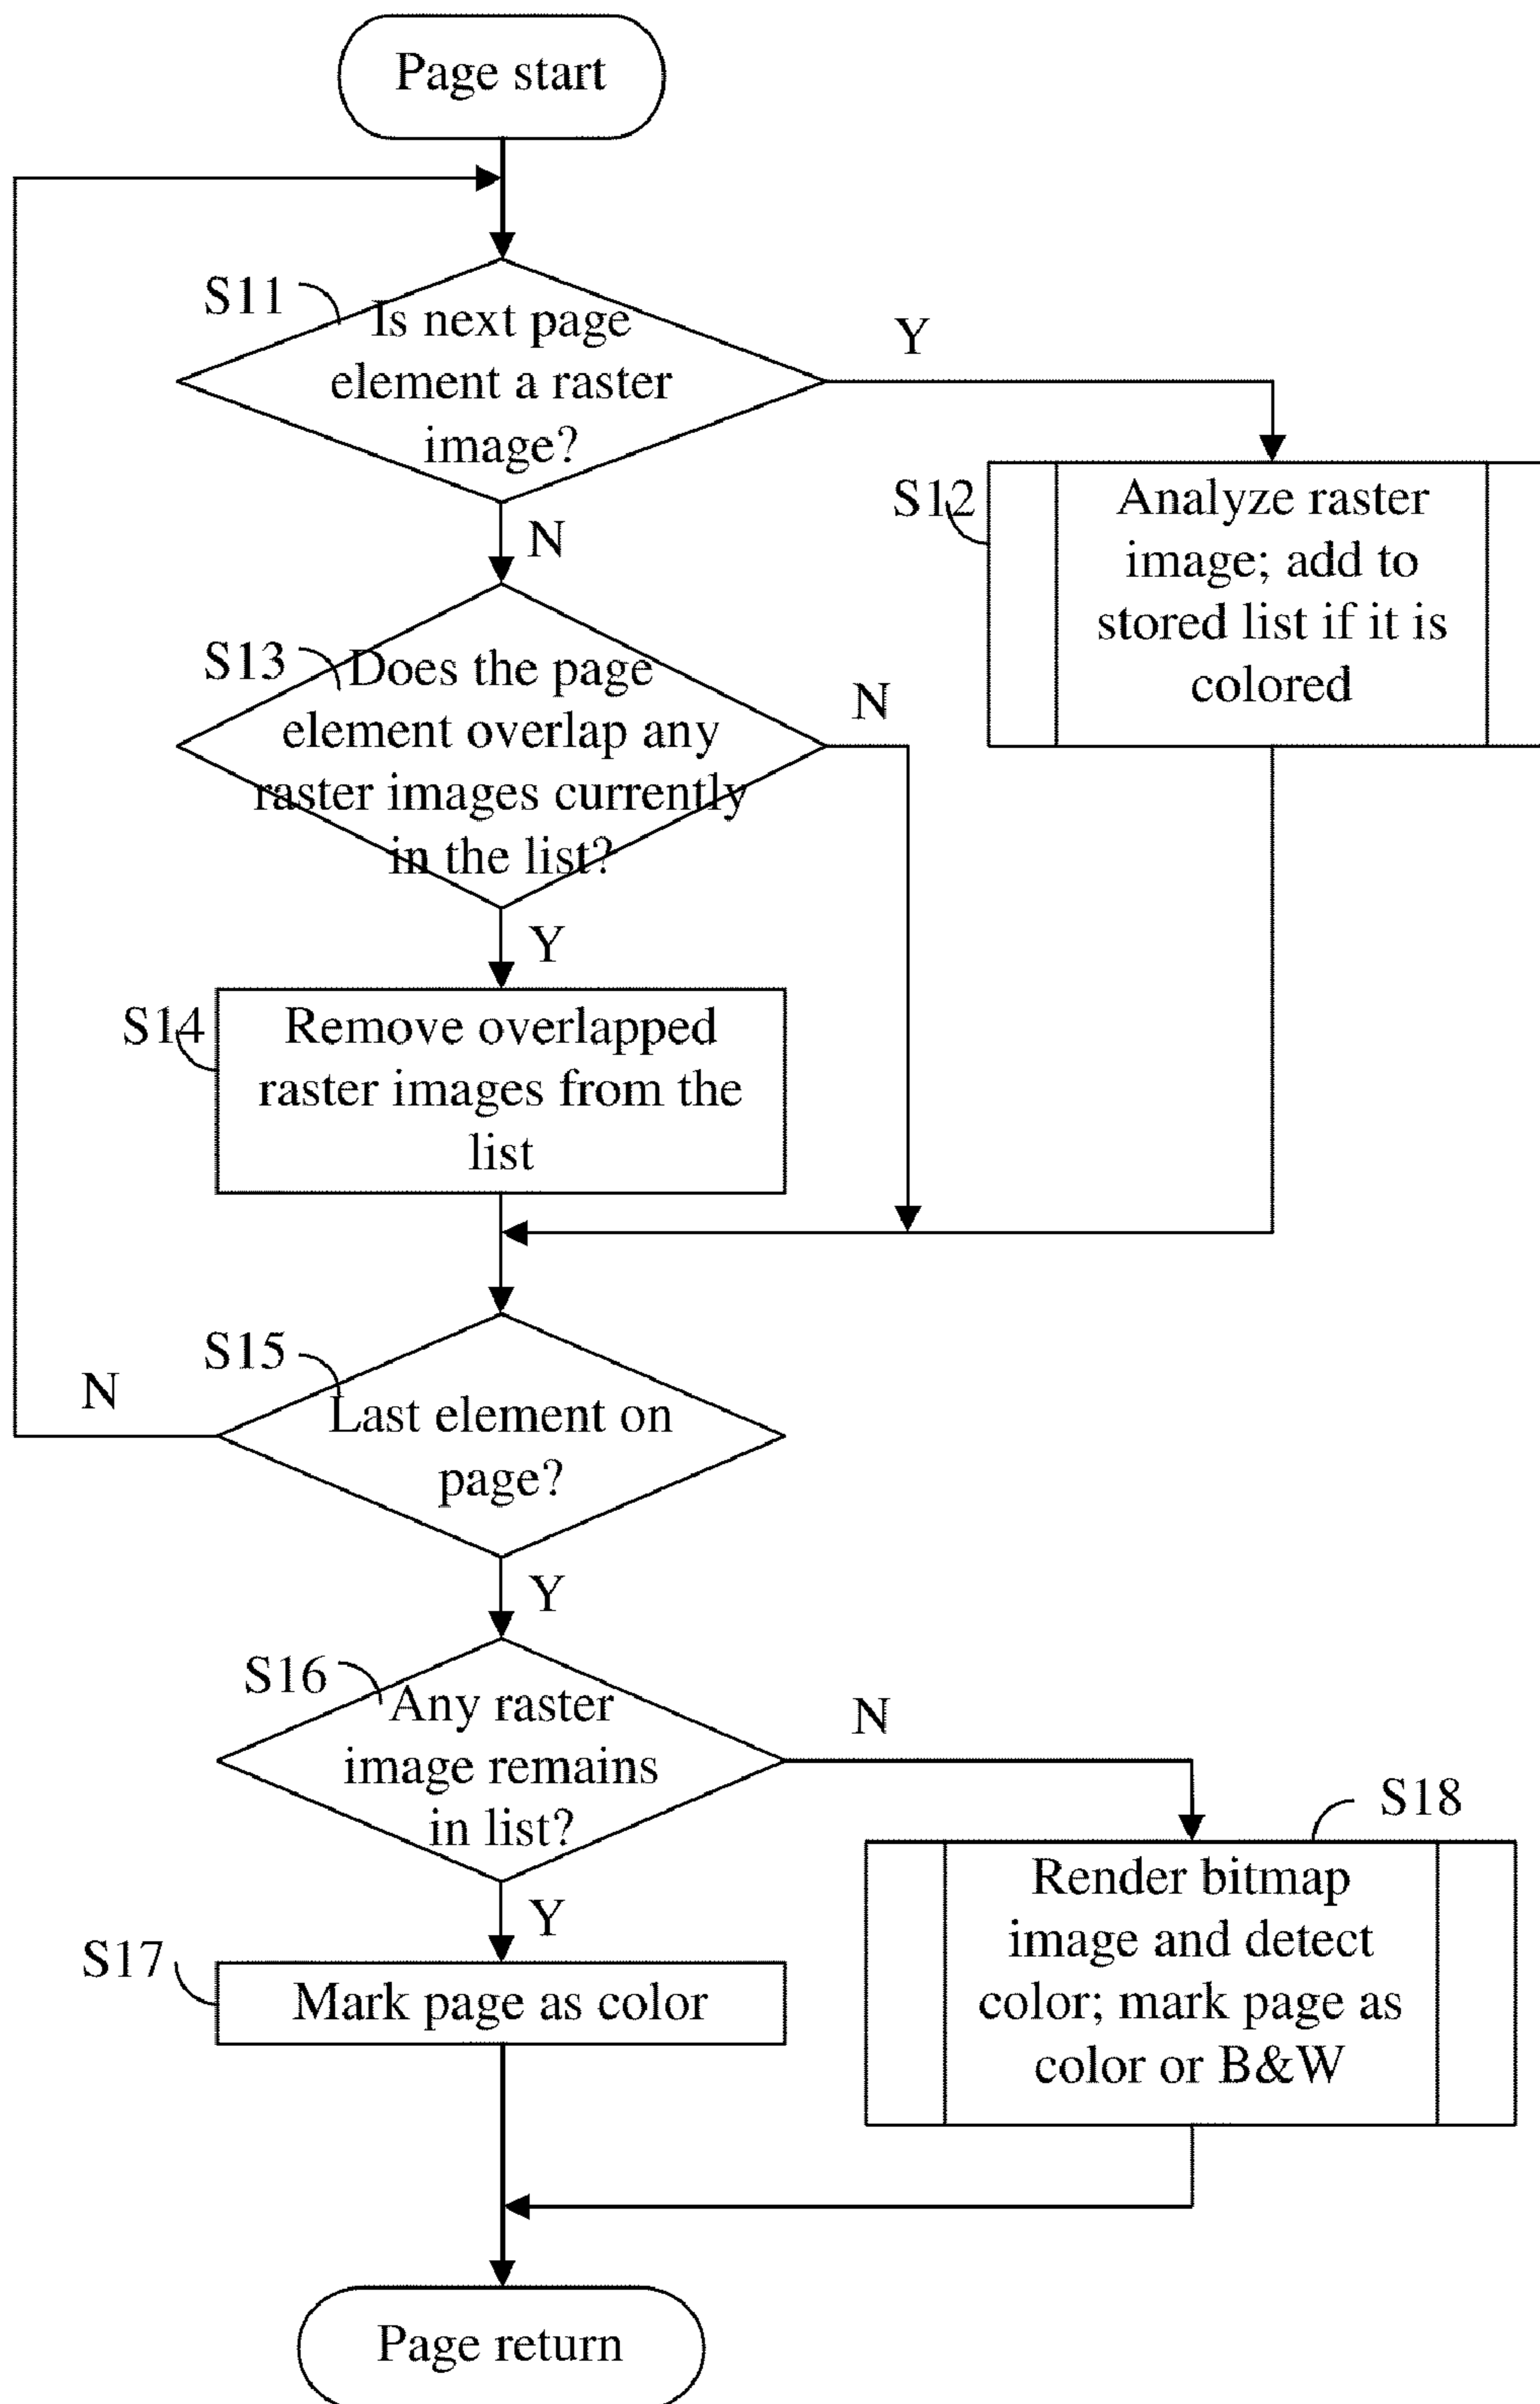 Page start
S11
Is next page
element a raster
image?
Y
N
S12
Analyze raster
image; add to
stored list if it is
colored
S13
Does the page
element overlap any
raster images currently
in the list?
N
Y
S14
Remove overlapped
raster images from the
list
S15
Last element on
page?
N
Y
S16
Any raster
image remains
in list?
N
Y
S17
Mark page as color
S18
Render bitmap
image and detect
color; mark page as
color or B&W
Page return